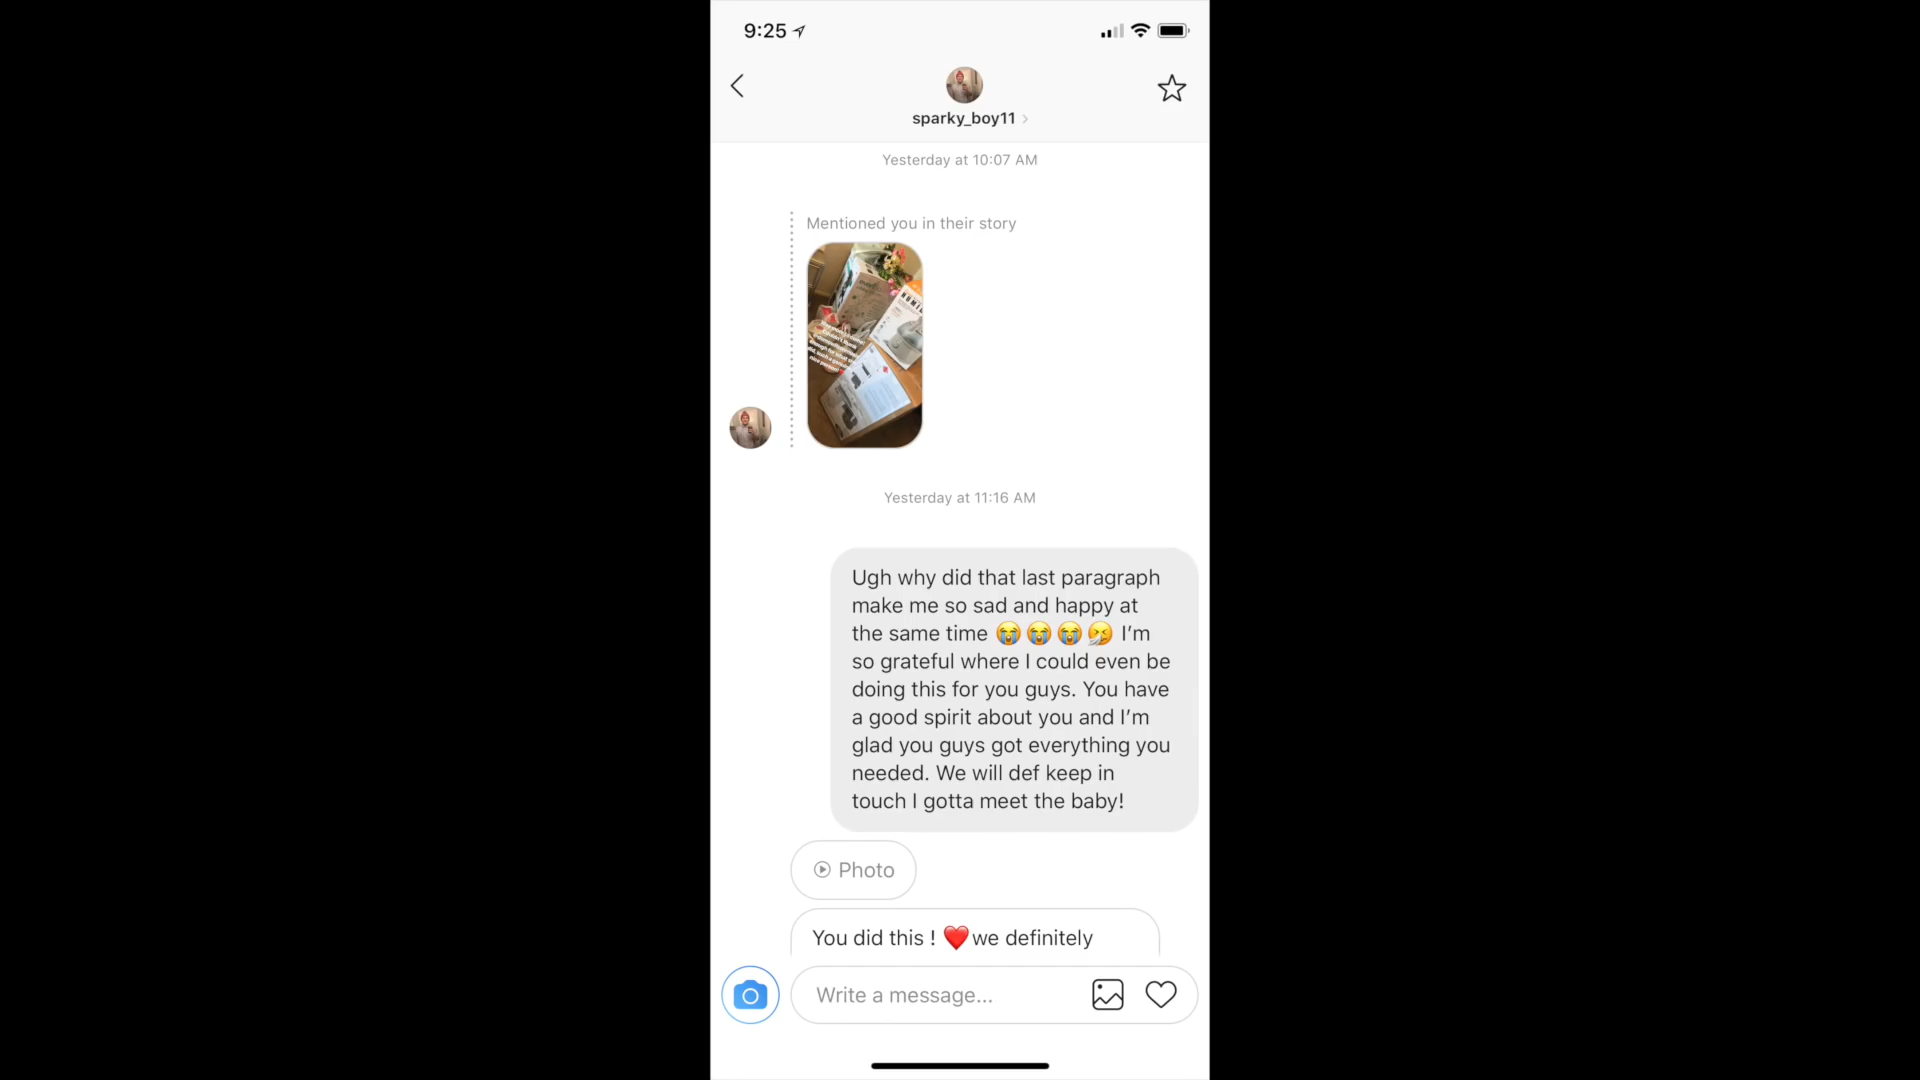 9:25
sparky_boy11
Yesterday at 10:07 AM
Mentioned you in their story
Yesterday at 11:16 AM
Ugh why did that last paragraph
make me so sad and happy at
the same time 😭😭😭🤧 I’m
so grateful where I could even be
doing this for you guys. You have
a good spirit about you and I’m
glad you guys got everything you
needed. We will def keep in
touch I gotta meet the baby!
Photo
You did this ! ❤️we definitely
Write a message...